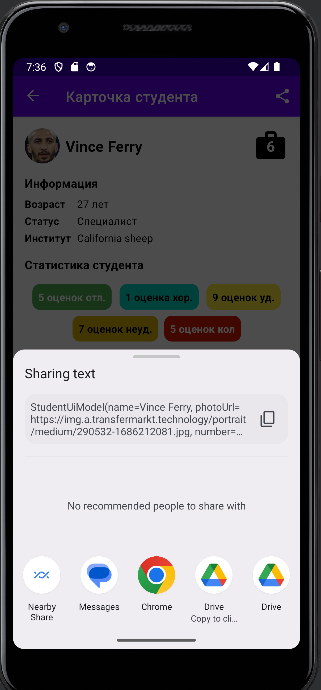 7:36
Карточка студента
Vince Ferry
6
Информация
Возраст 27 лет
Статус Специалист
Институт California sheep
Статистика студента
5 оценок отл. 1 оценка хор. 9 оценок уд.
7 оценок неуд. 5 оценок кол
Sharing text
StudentUiModel(name=Vince Ferry, photoUrl=
https://img.a.transfermarkt.technology/portrait
/medium/290532-1686212081.jpg, number=...
No recommended people to share with
Nearby Share
Messages
Chrome
Drive
Copy to cli...
Drive